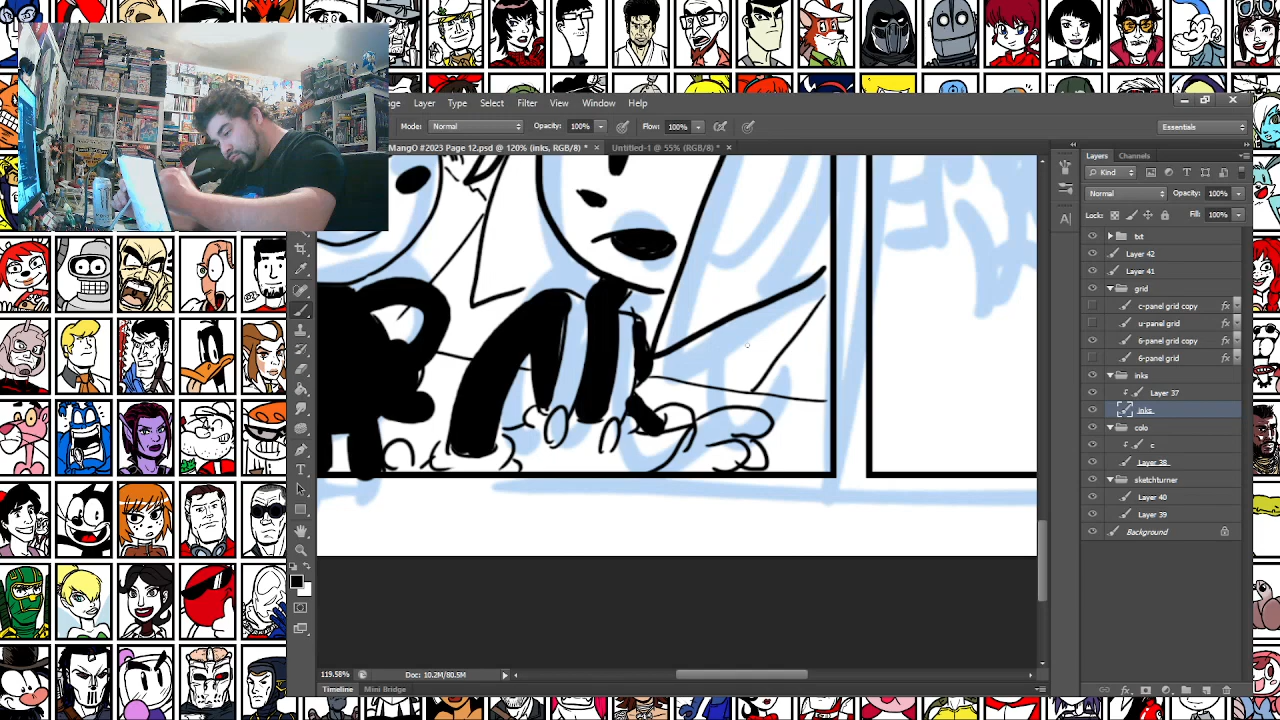 Layer Type Select Filter View Window Help
Mode: Normal Opacity: 100% Flow: 100% Essentials
MangO #2023 Page 12.psd @ 120% (inks, RGB/8) * × Untitled-1 @ 55% (RGB/8) * ×
Layers Channels
Kind
Normal Opacity: 100%
Lock: Fill: 100%
txt
Layer 42
Layer 41
grid
c-panel grid copy fx
u-panel grid fx
6-panel grid copy fx
6-panel grid fx
inks
Layer 37
inks
colo
c
Layer 38
sketchturner
Layer 40
Layer 39
Background
119.58% Doc: 10.2M/80.5M
Timeline Mini Bridge